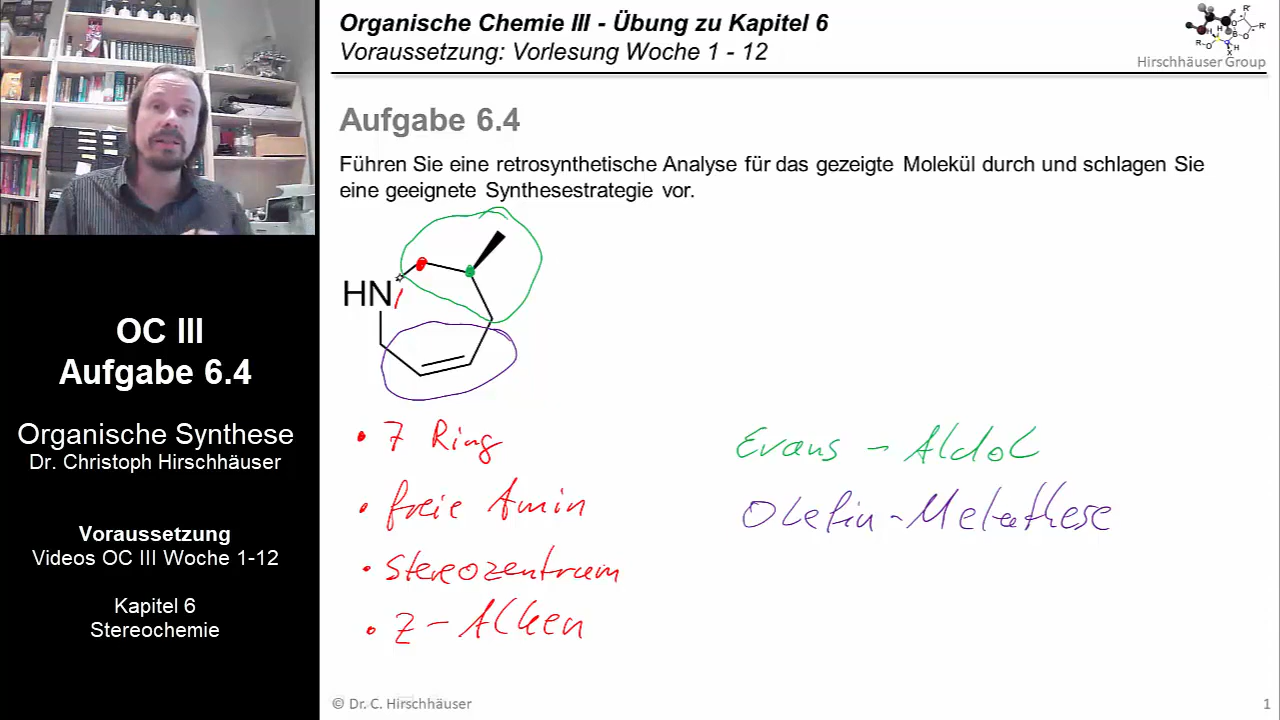 Organische Chemie III - Übung zu Kapitel 6
Voraussetzung: Vorlesung Woche 1 - 12
Hirschhäuser Group
Aufgabe 6.4
Führen Sie eine retrosynthetische Analyse für das gezeigte Molekül durch und schlagen Sie
eine geeignete Synthesestrategie vor.
HN
OC III
Aufgabe 6.4
Organische Synthese
Dr. Christoph Hirschhäuser
Voraussetzung
Videos OC III Woche 1-12
Kapitel 6
Stereochemie
• 7 Ring
• freie Amin
• Stereozentrum
• Z - Alken
Evans - Aldol
Olefin - Metathese
© Dr. C. Hirschhäuser
1